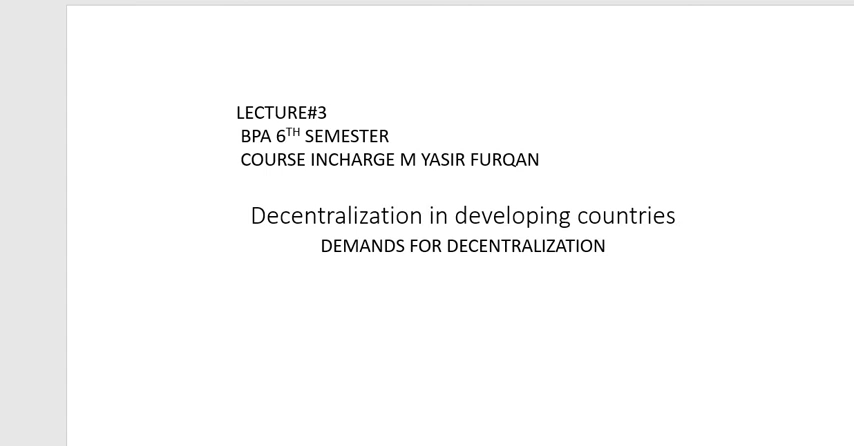 LECTURE#3
BPA 6TH SEMESTER
COURSE INCHARGE M YASIR FURQAN
Decentralization in developing countries
DEMANDS FOR DECENTRALIZATION